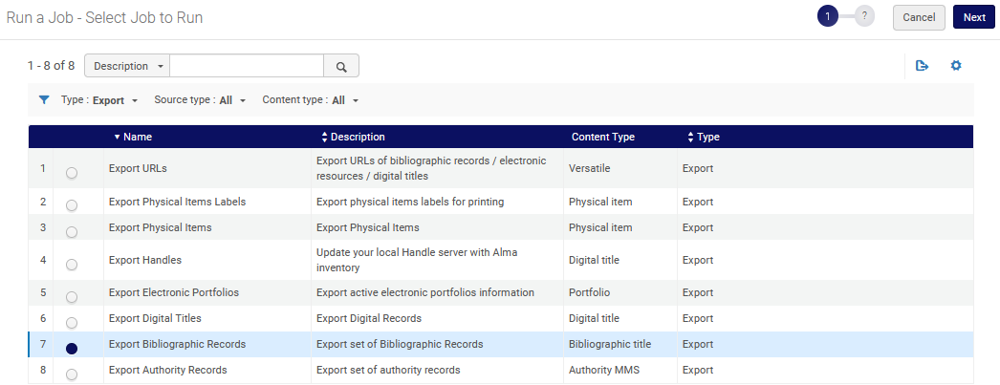 Run a Job - Select Job to Run
1 ? Cancel Next
1 - 8 of 8 Description
Type : Export Source type : All Content type : All
Name Description Content Type Type
1 Export URLs Export URLs of bibliographic records / electronic resources / digital titles Versatile Export
2 Export Physical Items Labels Export physical items labels for printing Physical item Export
3 Export Physical Items Export Physical Items Physical item Export
4 Export Handles Update your local Handle server with Alma inventory Digital title Export
5 Export Electronic Portfolios Export active electronic portfolios information Portfolio Export
6 Export Digital Titles Export Digital Records Digital title Export
7 Export Bibliographic Records Export set of Bibliographic Records Bibliographic title Export
8 Export Authority Records Export set of authority records Authority MMS Export